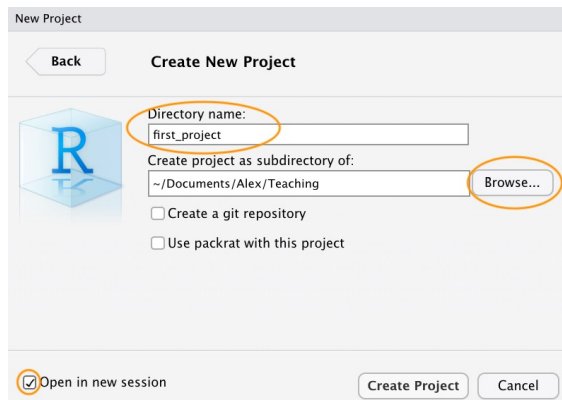 New Project
Back
Create New Project
Directory name:
R
first_project
Create project as subdirectory of:
~/Documents/Alex/Teaching
Browse...
Create a git repository
Use packrat with this project
Open in new session
Create Project
Cancel